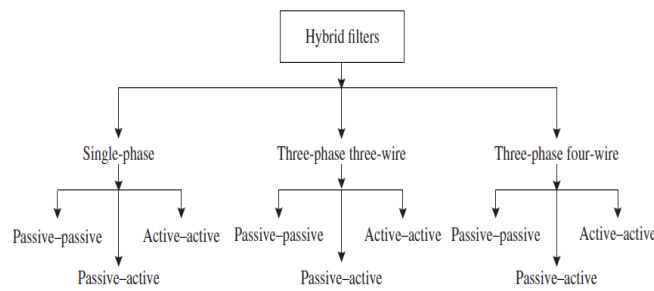 Hybrid filters
Single-phase
Three-phase three-wire
Three-phase four-wire
Passive–passive
Active–active
Passive–active
Passive–passive
Active–active
Passive–active
Passive–passive
Active–active
Passive–active